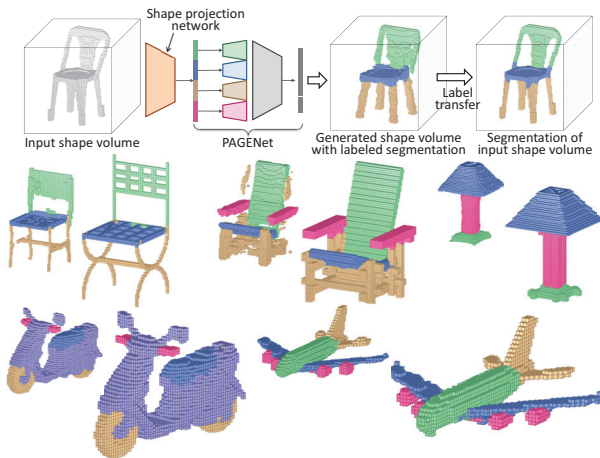 Shape projection
network
Input shape volume
PAGENet
Generated shape volume
with labeled segmentation
Label
transfer
Segmentation of
input shape volume